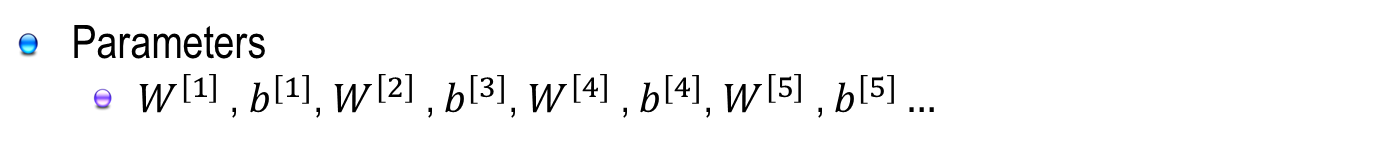 Parameters
W^[1] , b^[1], W^[2] , b^[3], W^[4] , b^[4], W^[5] , b^[5] ...